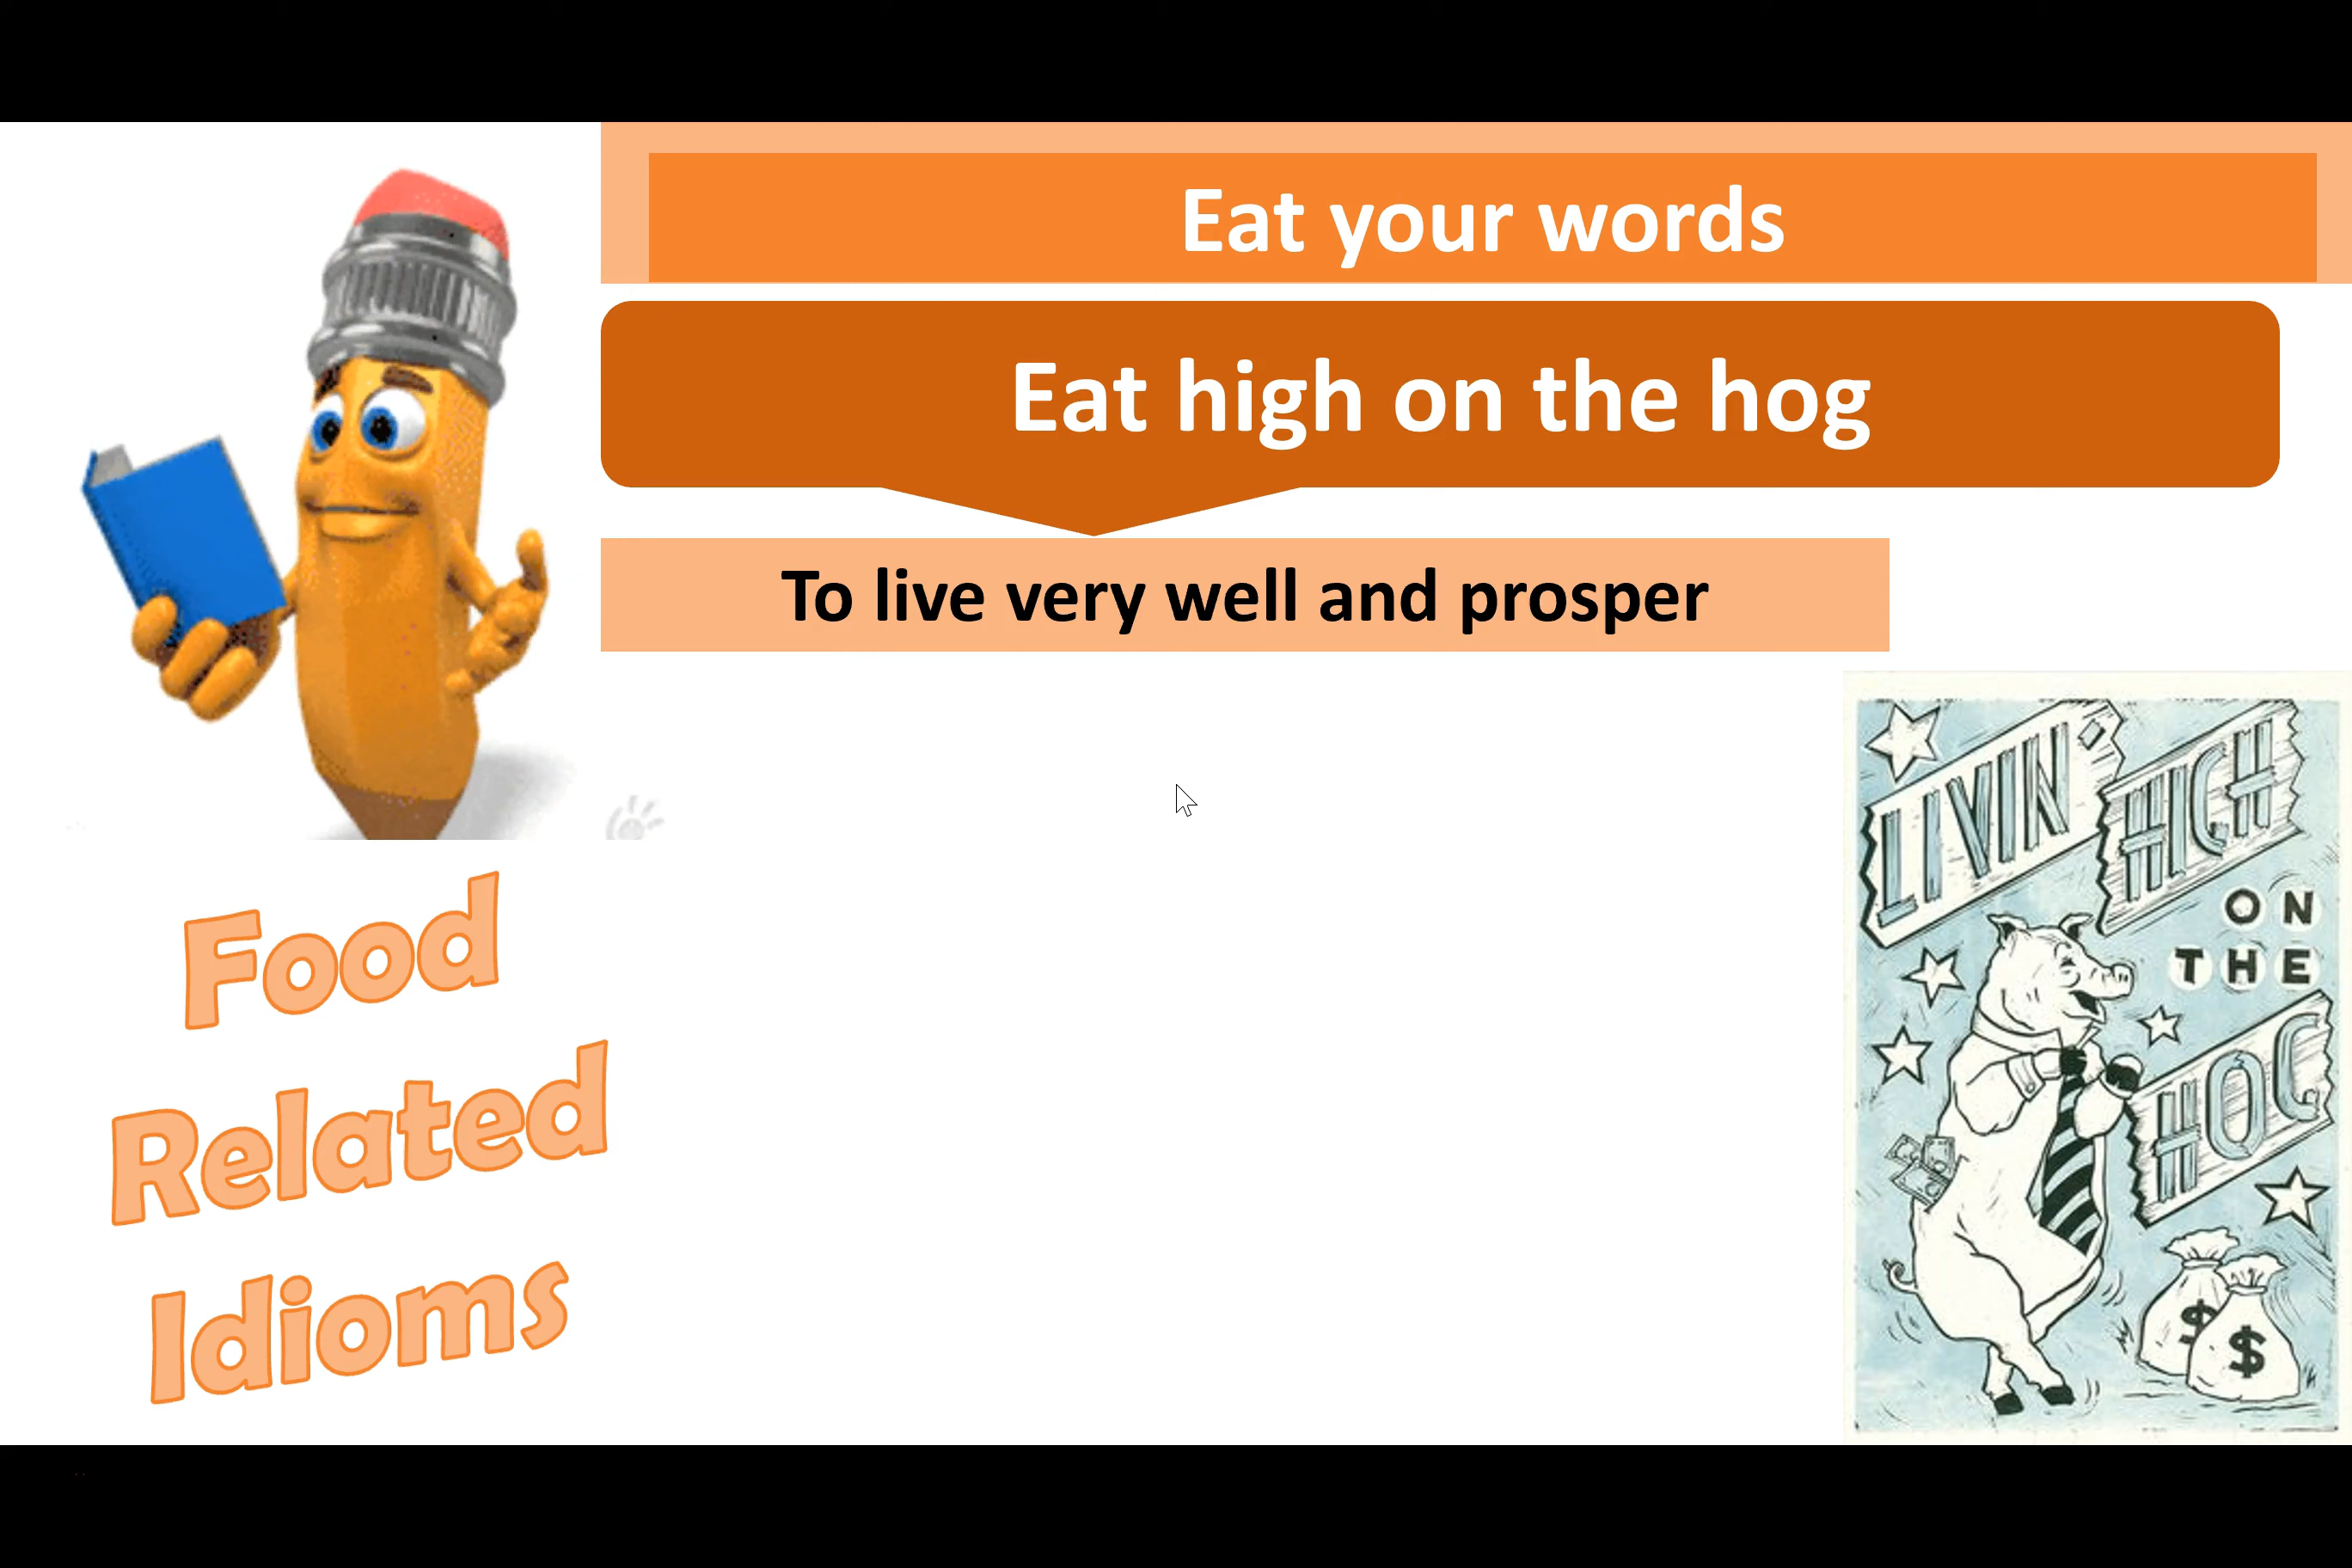 Eat your words
Eat high on the hog
To live very well and prosper
Food
Related
Idioms
LIVIN' HIGH
ON
THE
HOG
$
$